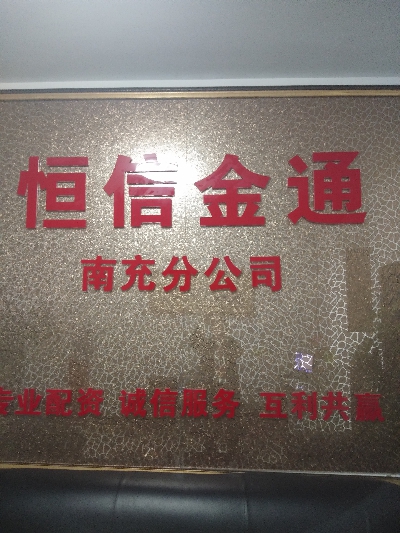 恒信金通
南充分公司
专业配资 诚信服务 互利共赢